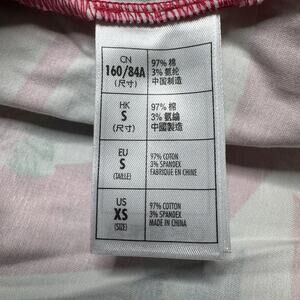 CN
160/84A
(尺寸)
97% 棉
3% 氨纶
中国制造
HK
S
(尺寸)
97% 棉
3% 氨綸
中國製造
EU
S
(TAILLE)
97% COTON
3% SPANDEX
FABRIQUE EN CHINE
US
XS
(SIZE)
97% COTTON
3% SPANDEX
MADE IN CHINA